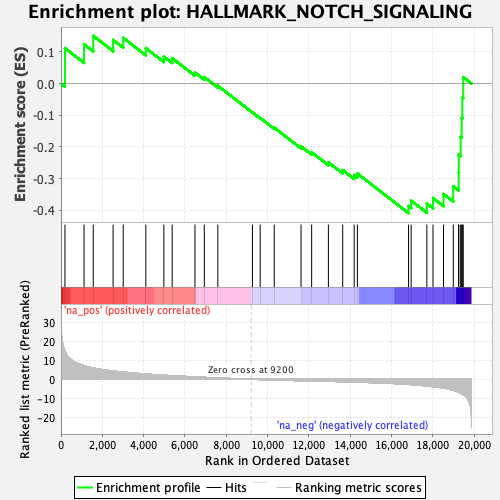 Enrichment plot: HALLMARK_NOTCH_SIGNALING
Enrichment score (ES)
0.1
0.0
-0.1
-0.2
-0.3
-0.4
'na_pos' (positively correlated)
Ranked list metric (PreRanked)
30
20
10
0
-10
-20
Zero cross at 9200
'na_neg' (negatively correlated)
0 2,000 4,000 6,000 8,000 10,000 12,000 14,000 16,000 18,000 20,000
Rank in Ordered Dataset
Enrichment profile Hits Ranking metric scores